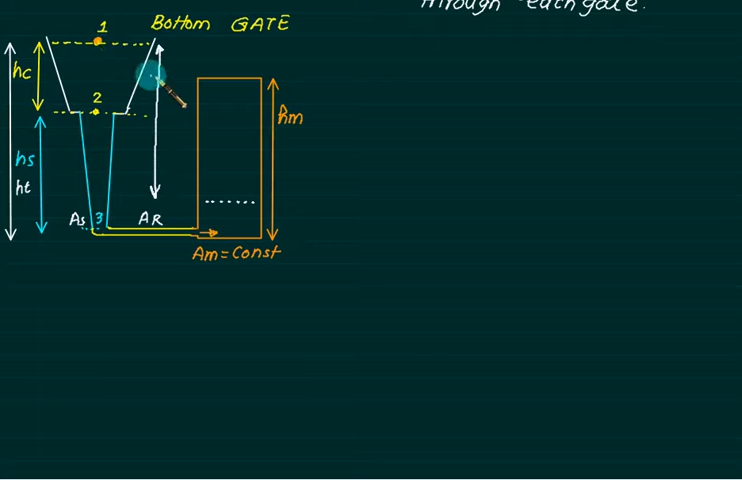 through each gate.
Bottom GATE
1
hc
2
hm
hs
ht
As 3 AR
Am = Const